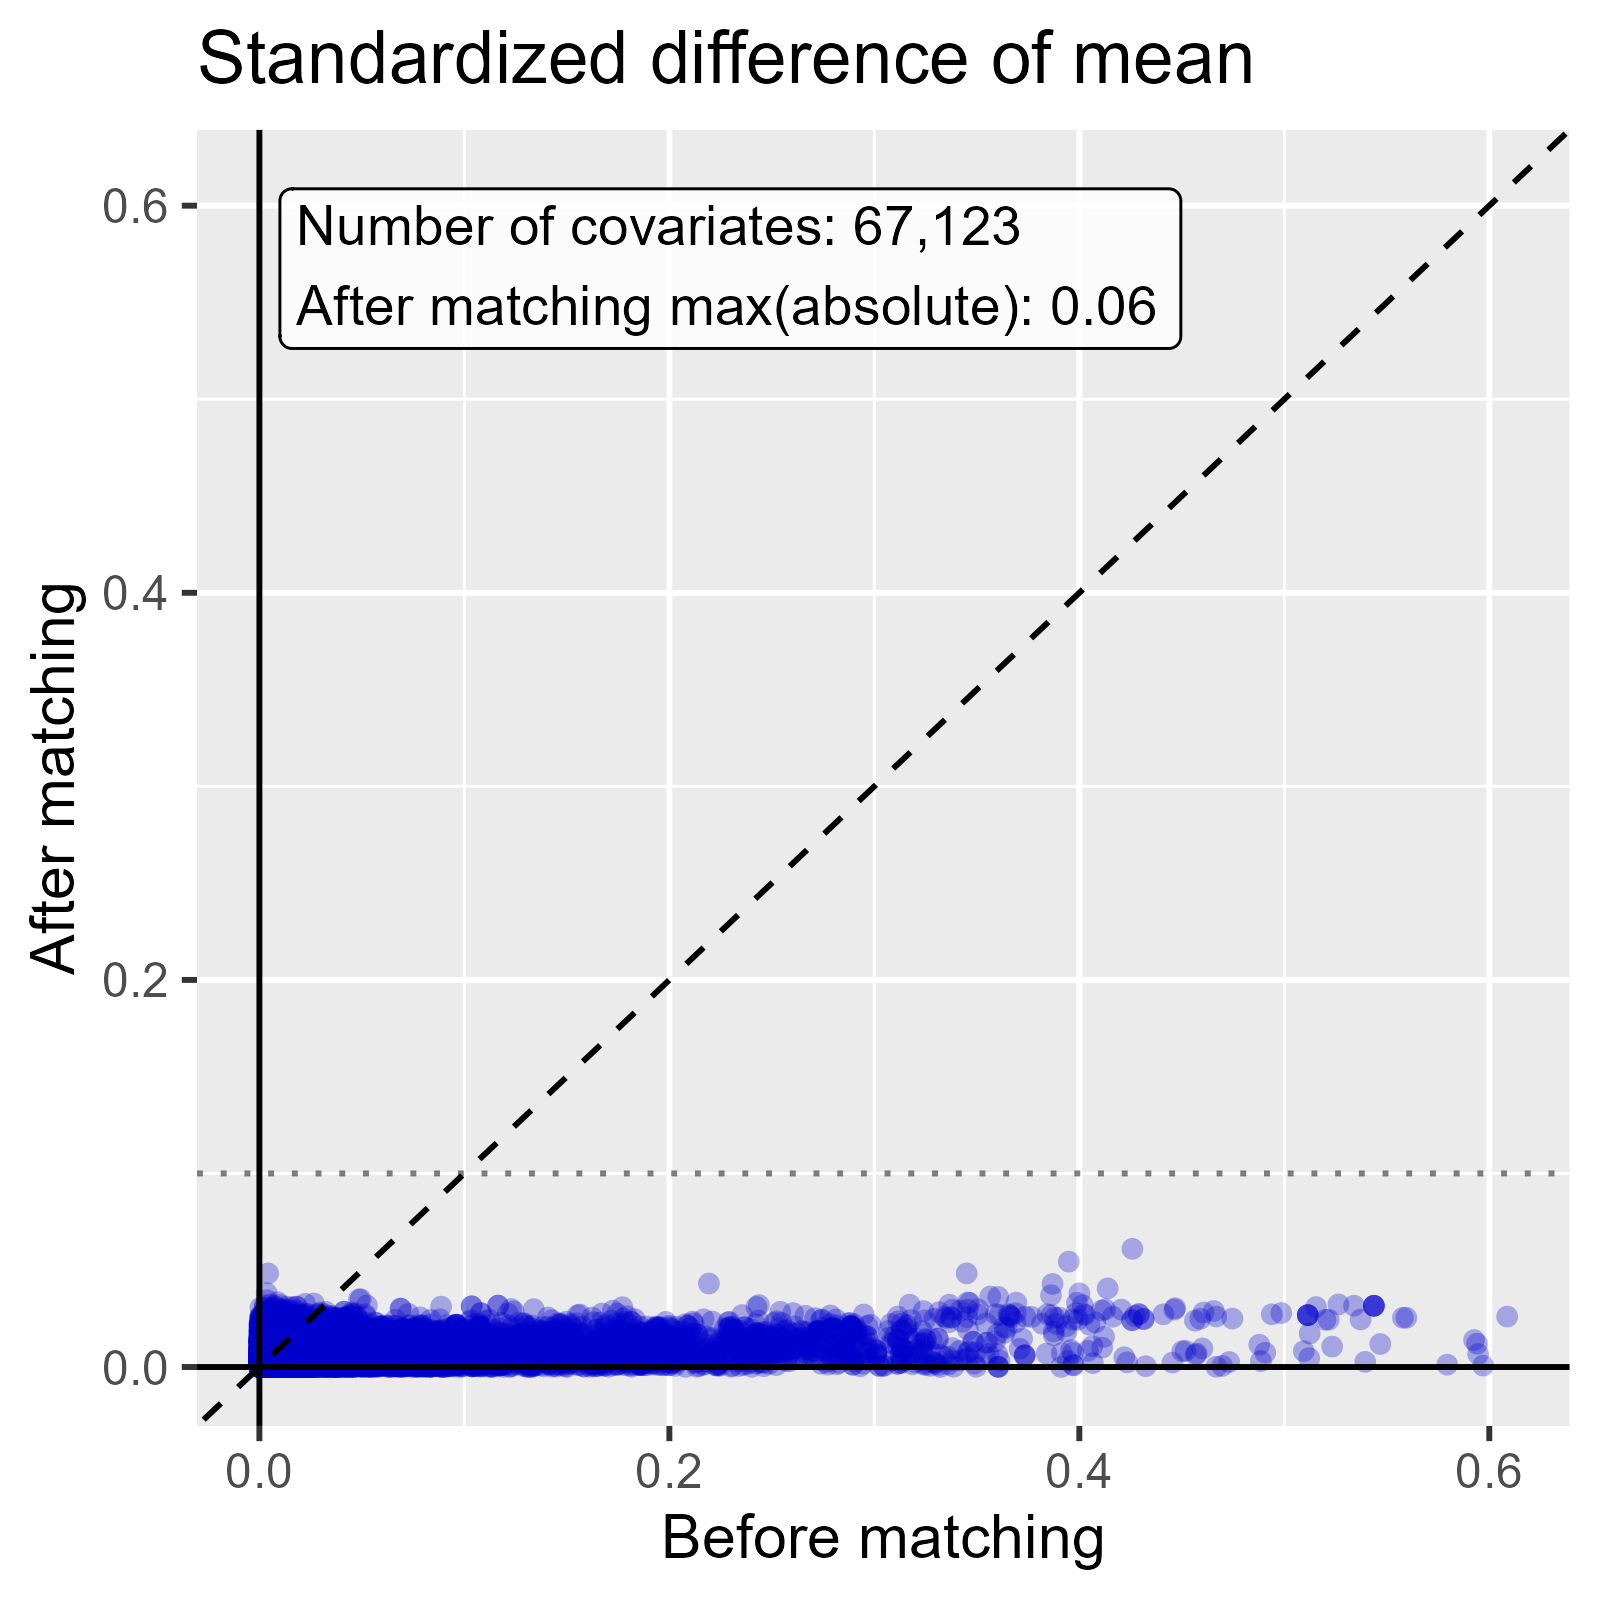 Standardized difference of mean
Number of covariates: 67,123
After matching max(absolute): 0.06
After matching
0.6
0.4
0.2
0.0
0.0
0.2
0.4
0.6
Before matching